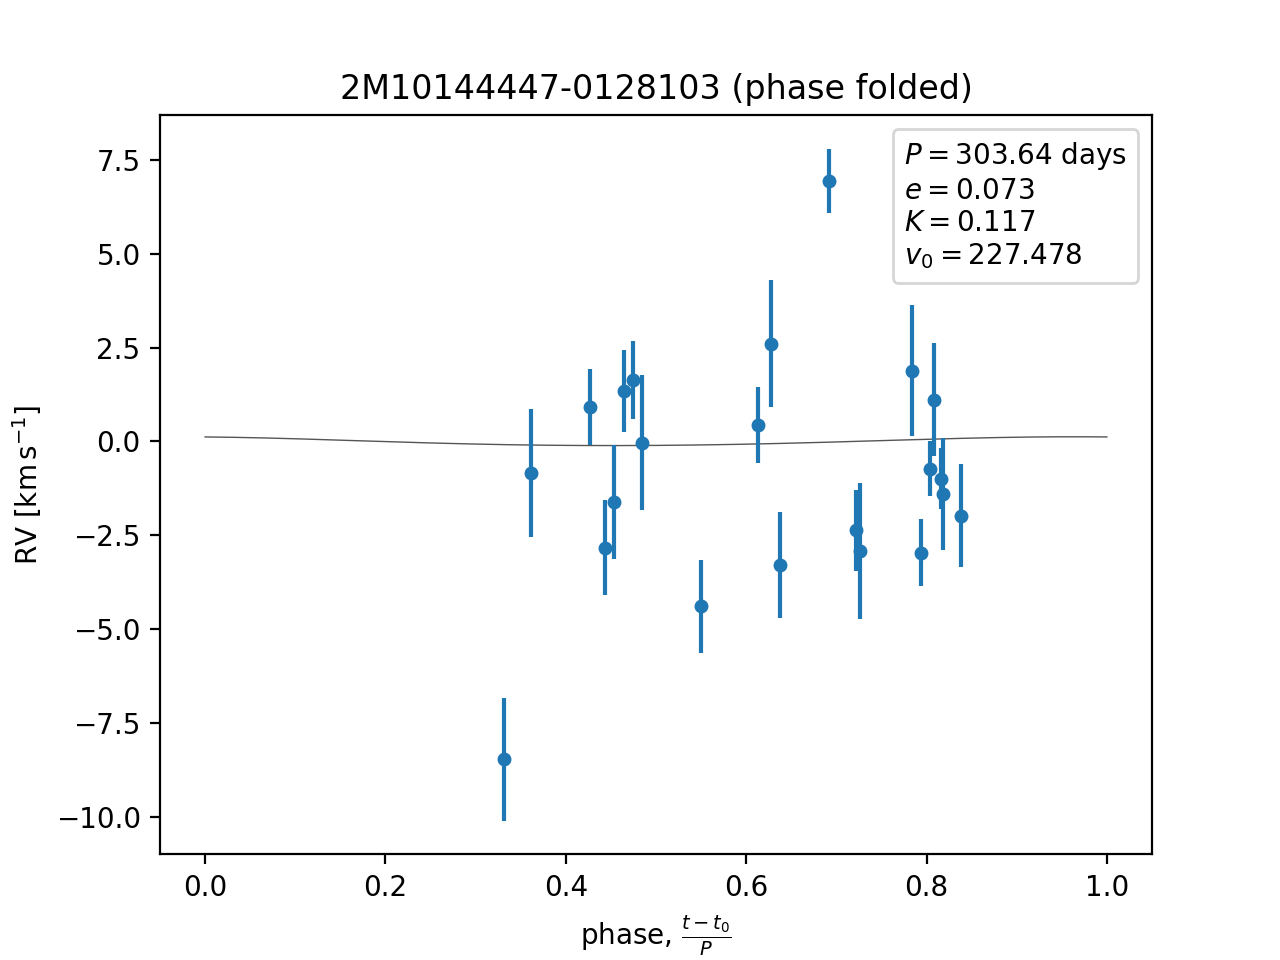 2M10144447-0128103 (phase folded)
P = 303.64 days
e = 0.073
K = 0.117
v₀ = 227.478
7.5
5.0
2.5
0.0
−2.5
−5.0
−7.5
−10.0
RV [km s⁻¹]
0.0 0.2 0.4 0.6 0.8 1.0
phase, (t − t₀)/P